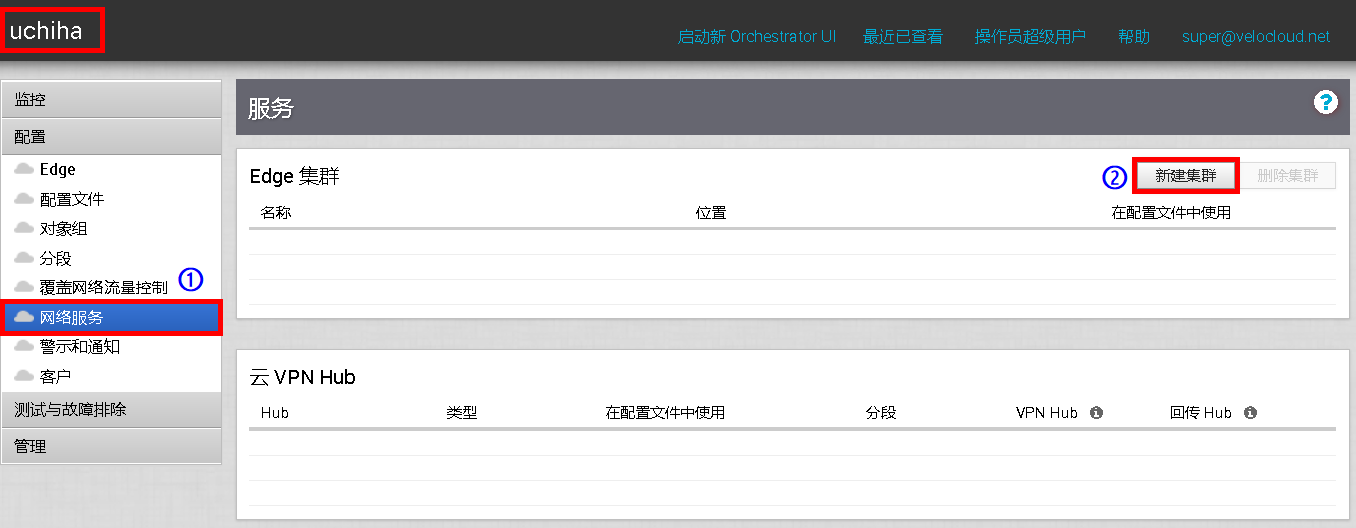 uchiha
启动新 Orchestrator UI 最近已查看 操作员超级用户 帮助 super@velocloud.net
监控
配置
Edge
配置文件
对象组
分段
覆盖网络流量控制 ①
网络服务
警示和通知
客户
测试与故障排除
管理
服务 ?
Edge 集群 ② 新建集群 删除集群
名称 位置 在配置文件中使用
云 VPN Hub
Hub 类型 在配置文件中使用 分段 VPN Hub 回传 Hub